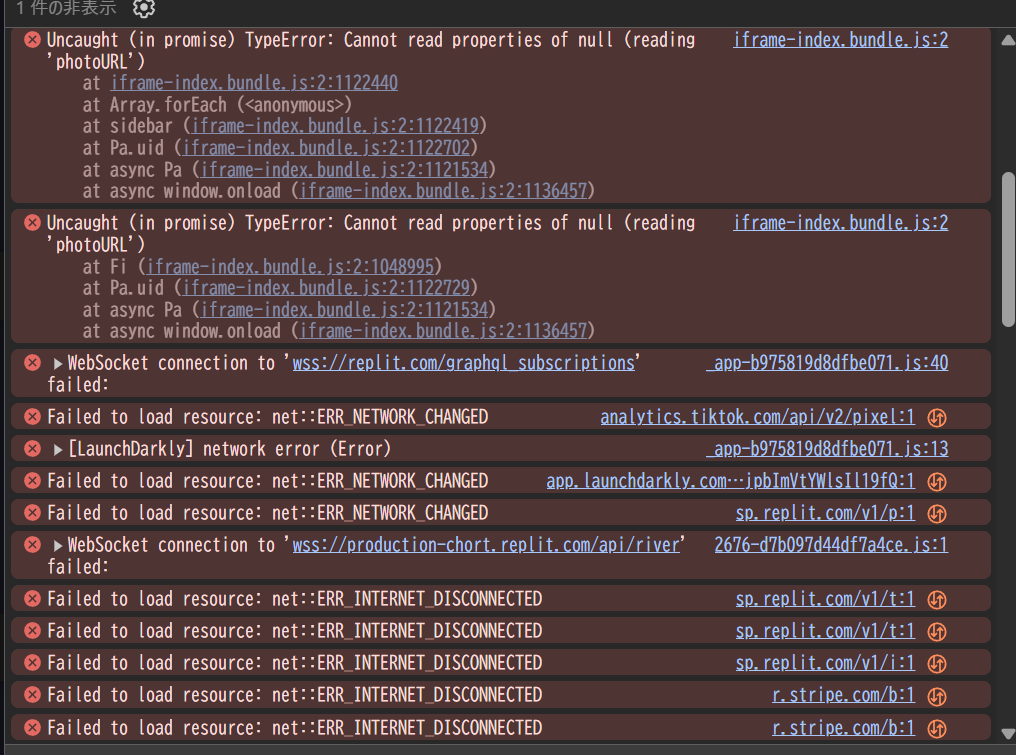 1 件の非表示
Uncaught (in promise) TypeError: Cannot read properties of null (reading iframe-index.bundle.js:2
'photoURL')
at iframe-index.bundle.js:2:1122440
at Array.forEach (<anonymous>)
at sidebar (iframe-index.bundle.js:2:1122419)
at Pa.uid (iframe-index.bundle.js:2:1122702)
at async Pa (iframe-index.bundle.js:2:1121534)
at async window.onload (iframe-index.bundle.js:2:1136457)
Uncaught (in promise) TypeError: Cannot read properties of null (reading iframe-index.bundle.js:2
'photoURL')
at Fi (iframe-index.bundle.js:2:1048995)
at Pa.uid (iframe-index.bundle.js:2:1122729)
at async Pa (iframe-index.bundle.js:2:1121534)
at async window.onload (iframe-index.bundle.js:2:1136457)
WebSocket connection to 'wss://replit.com/graphql_subscriptions' _app-b975819d8dfbe071.js:40
failed:
Failed to load resource: net::ERR_NETWORK_CHANGED analytics.tiktok.com/api/v2/pixel:1
[LaunchDarkly] network error (Error) _app-b975819d8dfbe071.js:13
Failed to load resource: net::ERR_NETWORK_CHANGED app.launchdarkly.com…jpbImVtYWlsIl19fQ:1
Failed to load resource: net::ERR_NETWORK_CHANGED sp.replit.com/v1/p:1
WebSocket connection to 'wss://production-chort.replit.com/api/river' 2676-d7b097d44df7a4ce.js:1
failed:
Failed to load resource: net::ERR_INTERNET_DISCONNECTED sp.replit.com/v1/t:1
Failed to load resource: net::ERR_INTERNET_DISCONNECTED sp.replit.com/v1/t:1
Failed to load resource: net::ERR_INTERNET_DISCONNECTED sp.replit.com/v1/i:1
Failed to load resource: net::ERR_INTERNET_DISCONNECTED r.stripe.com/b:1
Failed to load resource: net::ERR_INTERNET_DISCONNECTED r.stripe.com/b:1